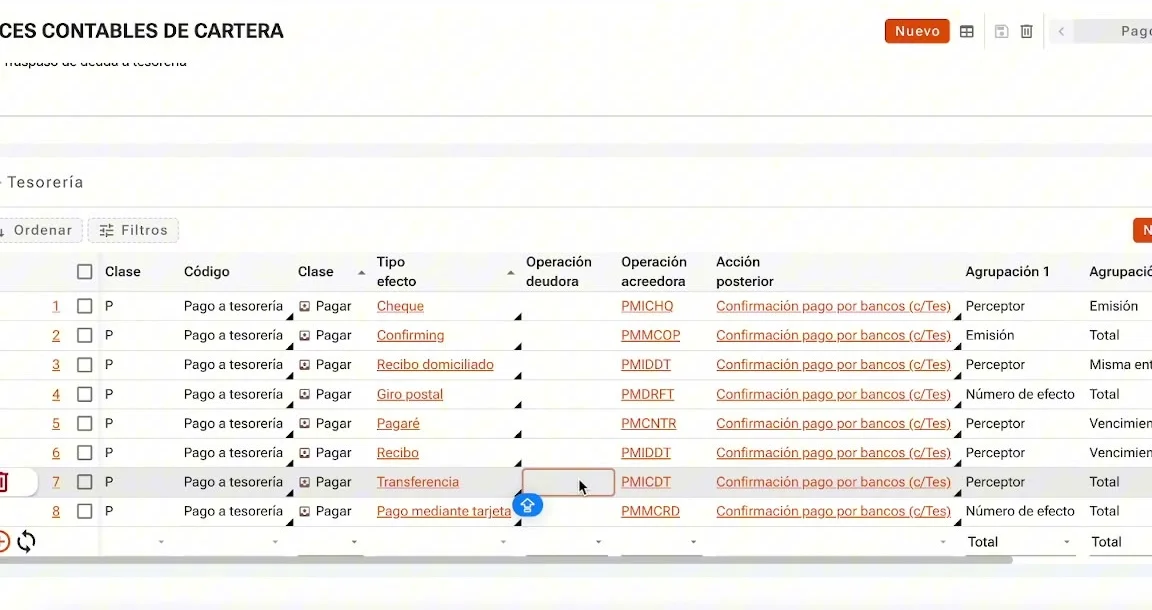 CES CONTABLES DE CARTERA
Nuevo
Pago
Traspaso de deuda a tesorería
Tesorería
Ordenar
Filtros
N
Clase Código Clase Tipo efecto Operación deudora Operación acreedora Acción posterior Agrupación 1 Agrupació
1 P Pago a tesorería Pagar Cheque PMICHQ Confirmación pago por bancos (c/Tes) Perceptor Emisión
2 P Pago a tesorería Pagar Confirming PMMCOP Confirmación pago por bancos (c/Tes) Emisión Total
3 P Pago a tesorería Pagar Recibo domiciliado PMIDDT Confirmación pago por bancos (c/Tes) Perceptor Misma ent
4 P Pago a tesorería Pagar Giro postal PMDRFT Confirmación pago por bancos (c/Tes) Número de efecto Total
5 P Pago a tesorería Pagar Pagaré PMCNTR Confirmación pago por bancos (c/Tes) Perceptor Vencimien
6 P Pago a tesorería Pagar Recibo PMIDDT Confirmación pago por bancos (c/Tes) Perceptor Vencimien
7 P Pago a tesorería Pagar Transferencia PMICDT Confirmación pago por bancos (c/Tes) Perceptor Total
8 P Pago a tesorería Pagar Pago mediante tarjeta PMMCRD Confirmación pago por bancos (c/Tes) Número de efecto Total
Total Total